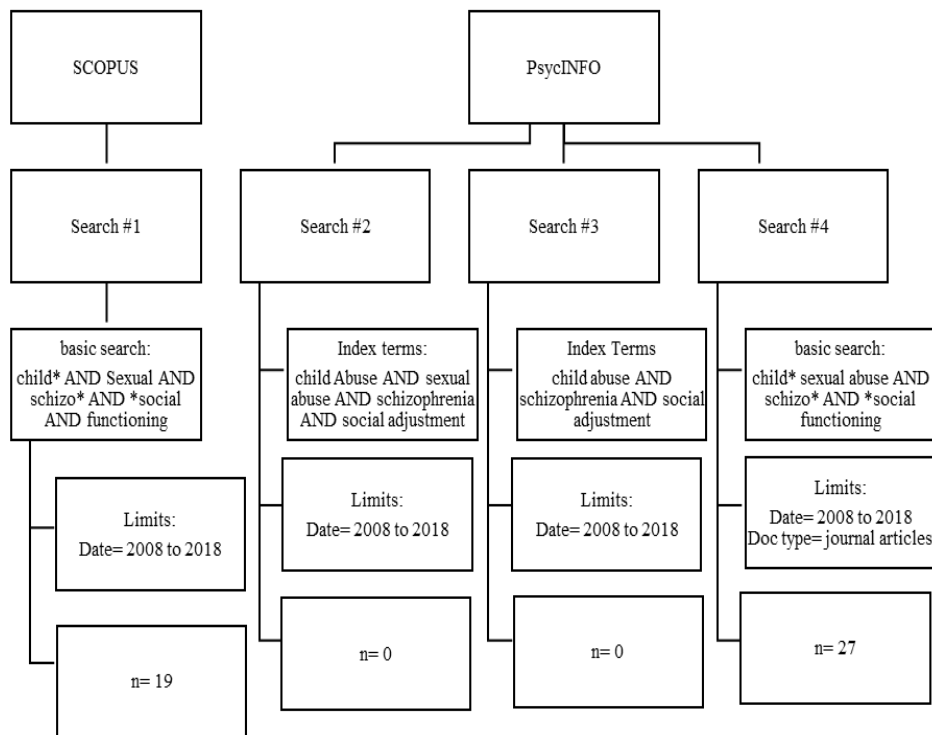 SCOPUS
PsycINFO
Search #1
Search #2
Search #3
Search #4
basic search:
child* AND Sexual AND
schizo* AND *social
AND functioning
Index terms:
child Abuse AND sexual
abuse AND schizophrenia
AND social adjustment
Index Terms
child abuse AND
schizophrenia AND social
adjustment
basic search:
child* sexual abuse AND
schizo* AND *social
functioning
Limits:
Date= 2008 to 2018
Limits:
Date= 2008 to 2018
Limits:
Date= 2008 to 2018
Limits:
Date= 2008 to 2018
Doc type= journal articles
n= 19
n= 0
n= 0
n= 27